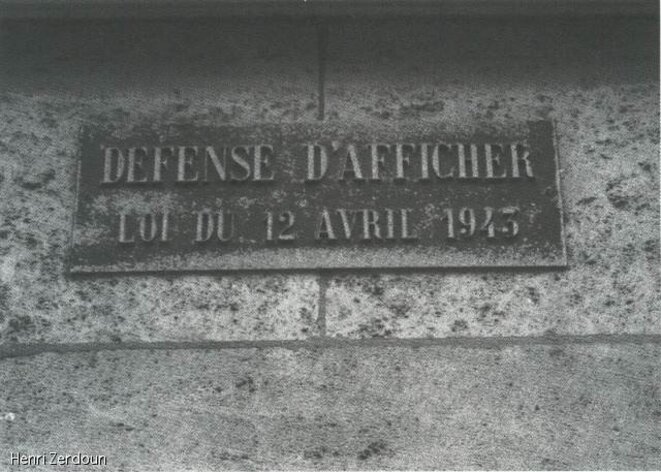 DEFENSE D'AFFICHER
LOI DU 12 AVRIL 1943
Henri Zerdoun